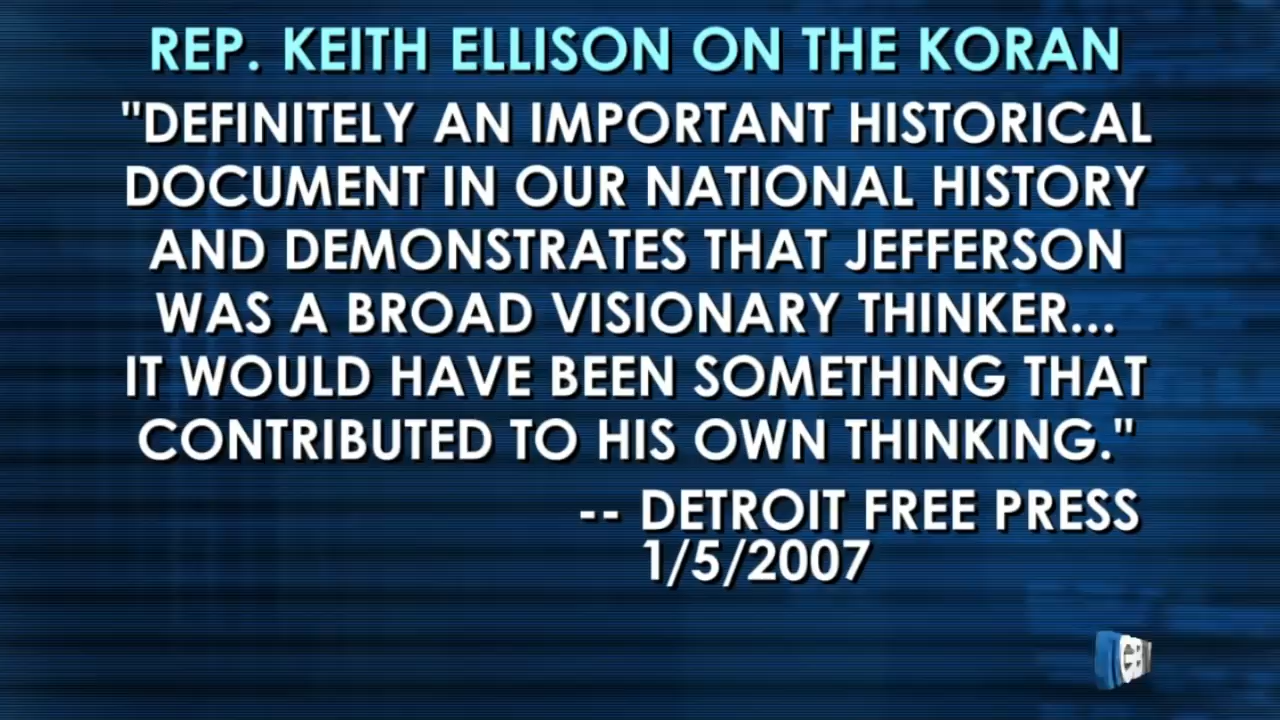 REP. KEITH ELLISON ON THE KORAN
"DEFINITELY AN IMPORTANT HISTORICAL
DOCUMENT IN OUR NATIONAL HISTORY
AND DEMONSTRATES THAT JEFFERSON
WAS A BROAD VISIONARY THINKER...
IT WOULD HAVE BEEN SOMETHING THAT
CONTRIBUTED TO HIS OWN THINKING."
-- DETROIT FREE PRESS
1/5/2007